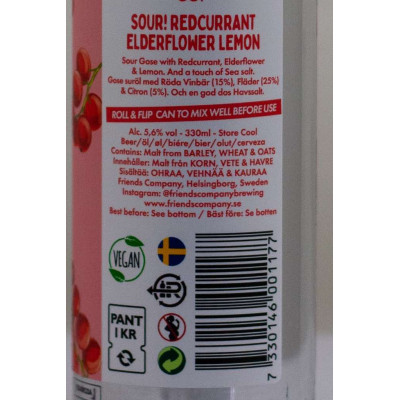 SOUR! REDCURRANT
ELDERFLOWER LEMON
Sour Gose with Redcurrant, Elderflower
& Lemon. And a touch of Sea salt.
Gose suröl med Röda Vinbär (15%), Fläder (25%)
& Citron (5%). Och en god das Havssalt.
ROLL & FLIP CAN TO MIX WELL BEFORE USE
Alc. 5,6% vol - 330ml - Store Cool
Beer/öl/øl/bière/bier/olut/cerveza
Contains: Malt from BARLEY, WHEAT & OATS
Innehåller: Malt från KORN, VETE & HAVRE
Sisältää: OHRAA, VEHNÄÄ & KAURAA
Friends Company, Helsingborg, Sweden
Instagram: @friendscompanybrewing
www.friendscompany.se
Best before: See bottom / Bäst före: Se botten
VEGAN
PANT
1 KR
7 330146 001177